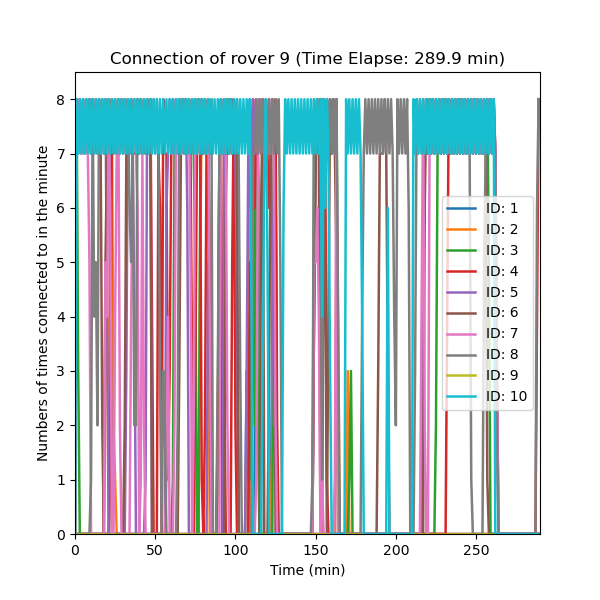 Connection of rover 9 (Time Elapse: 289.9 min)
Numbers of times connected to in the minute
8
7
6
5
4
3
2
1
0
ID: 1
ID: 2
ID: 3
ID: 4
ID: 5
ID: 6
ID: 7
ID: 8
ID: 9
ID: 10
0 50 100 150 200 250
Time (min)